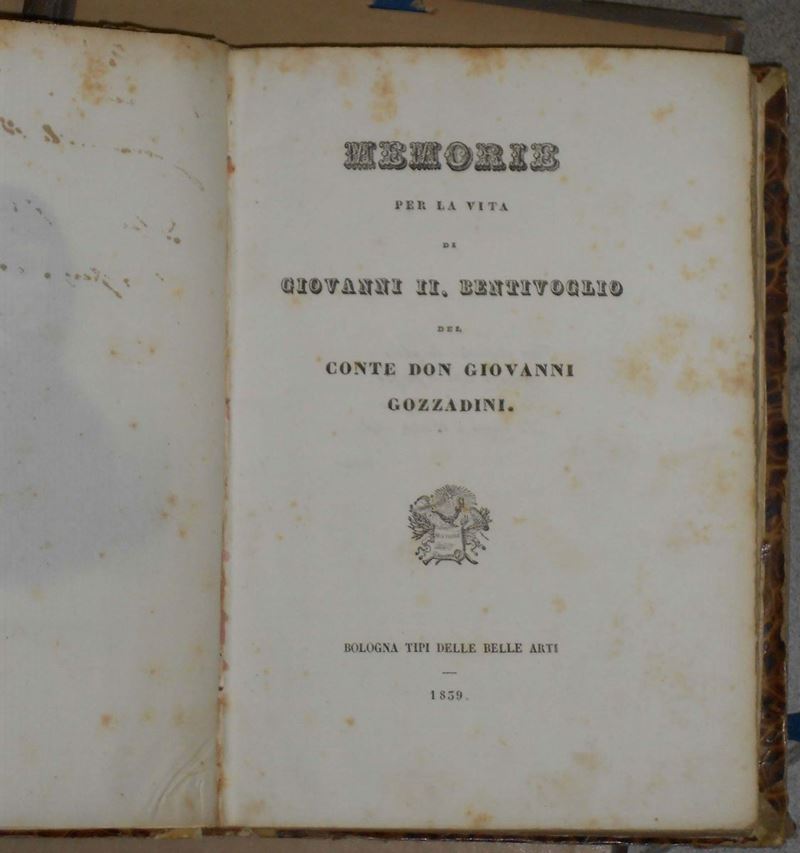 MEMORIE
PER LA VITA
DI
GIOVANNI II. BENTIVOGLIO
DEL
CONTE DON GIOVANNI
GOZZADINI.
BOLOGNA TIPI DELLE BELLE ARTI
1839.